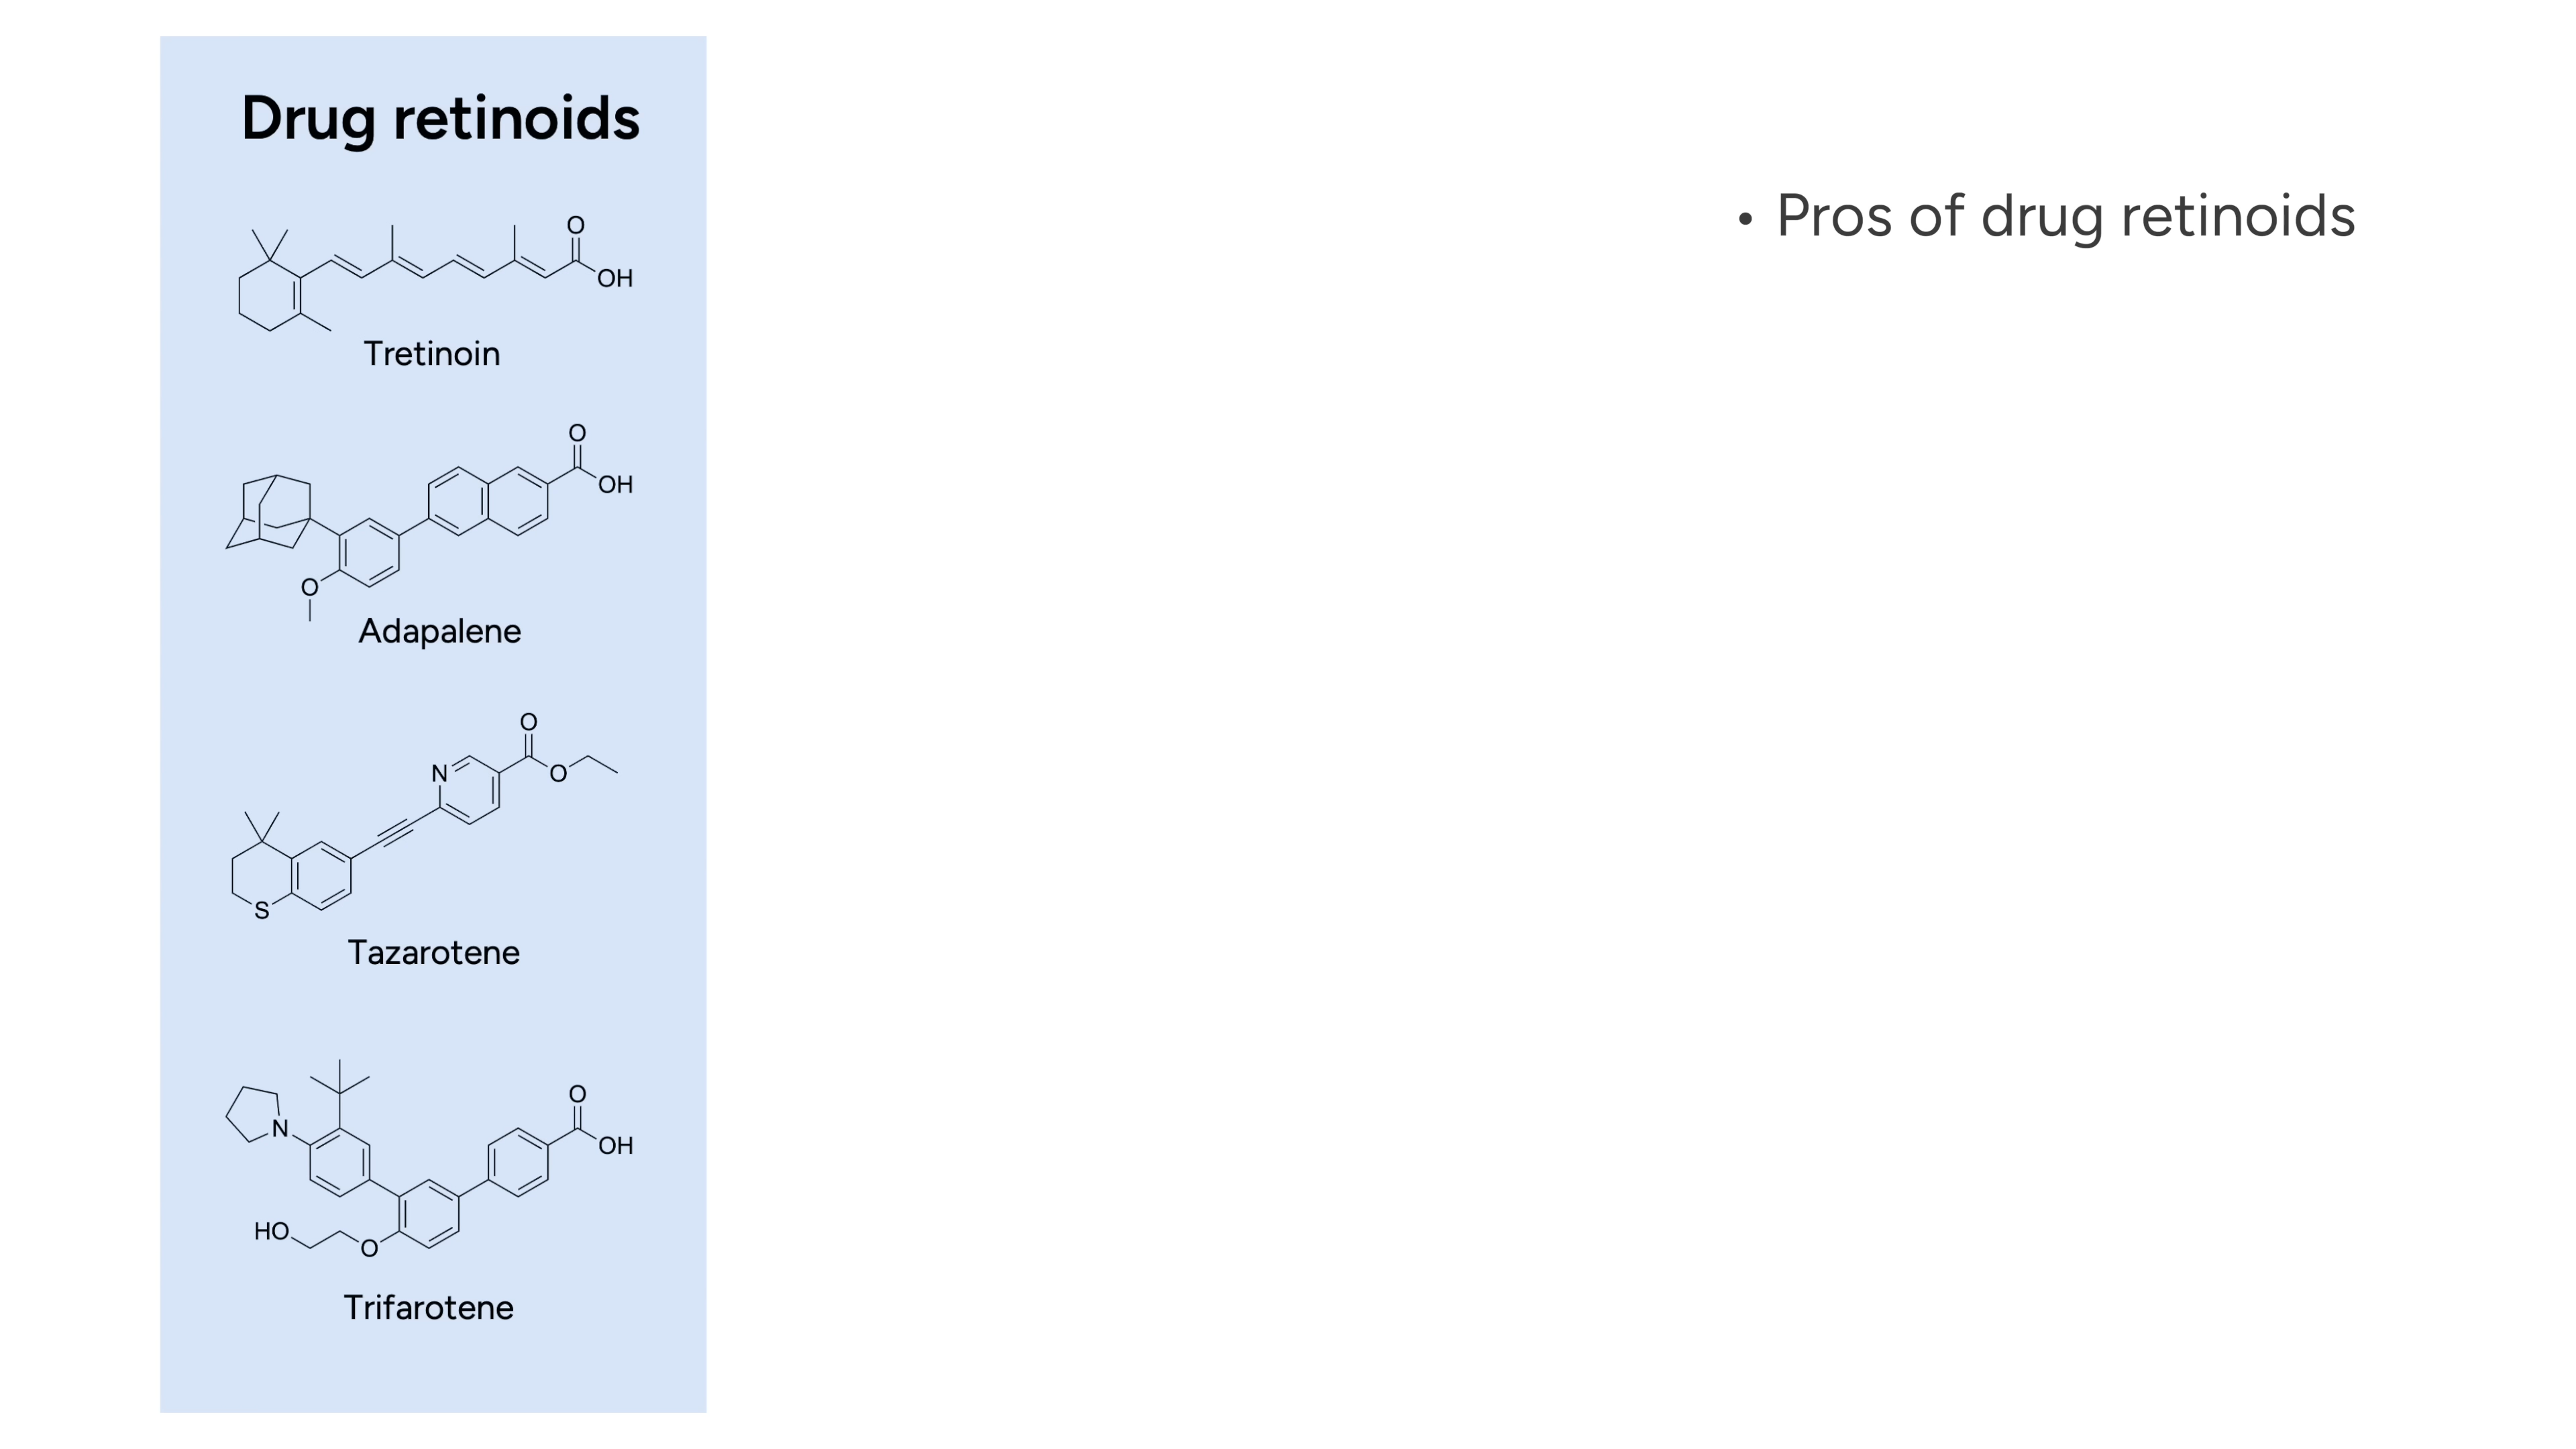 Drug retinoids
O
OH
Tretinoin
O
OH
O
Adapalene
O
N
O
S
Tazarotene
O
N
OH
HO
O
Trifarotene
• Pros of drug retinoids